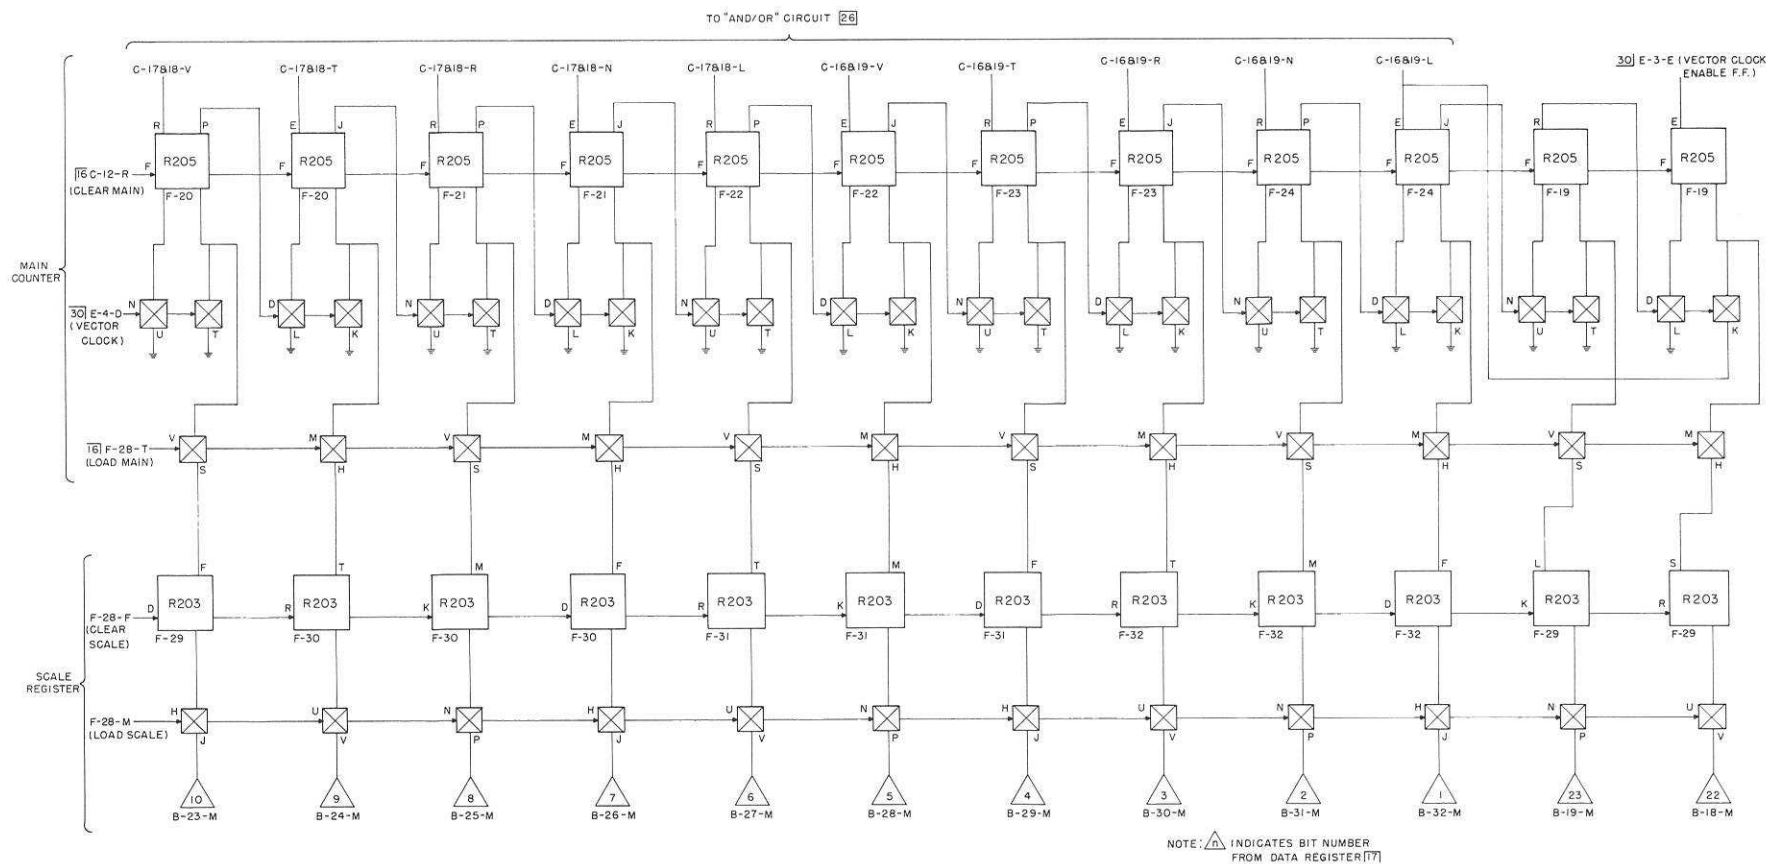 TO "AND/OR" CIRCUIT 26
C-17&18-V C-17&18-T C-17&18-R C-17&18-N C-17&18-L C-16&19-V C-16&19-T C-16&19-R C-16&19-N C-16&19-L 30 E-3-E (VECTOR CLOCK
ENABLE F.F.)
R P E J R P E J R P E J R P E J R P E J R E
R205 R205 R205 R205 R205 R205 R205 R205 R205 R205 R205 R205
16 C-12-R F F F F F F F F F F F F
(CLEAR MAIN)
F-20 F-20 F-21 F-21 F-22 F-22 F-23 F-23 F-24 F-24 F-19 F-19
MAIN
COUNTER
30 E-4-D N D N D N D N D N D N D
(VECTOR
CLOCK)
U T L K U T L K U T L K U T L K U T L K U T L K
16 F-28-T V M V M V M V M V M V M
(LOAD MAIN)
S H S H S H S H S H S H
F T M F T M F T M F L S
R203 R203 R203 R203 R203 R203 R203 R203 R203 R203 R203 R203
F-28-F D R K D R K D R K D K R
(CLEAR
SCALE)
F-29 F-30 F-30 F-30 F-31 F-31 F-31 F-32 F-32 F-32 F-29 F-29
SCALE
REGISTER
F-28-M H U N H U N H U N H N U
(LOAD SCALE)
J V P J V P J V P J P V
10 9 8 7 6 5 4 3 2 1 23 22
B-23-M B-24-M B-25-M B-26-M B-27-M B-28-M B-29-M B-30-M B-31-M B-32-M B-19-M B-18-M
NOTE: n INDICATES BIT NUMBER
FROM DATA REGISTER 17